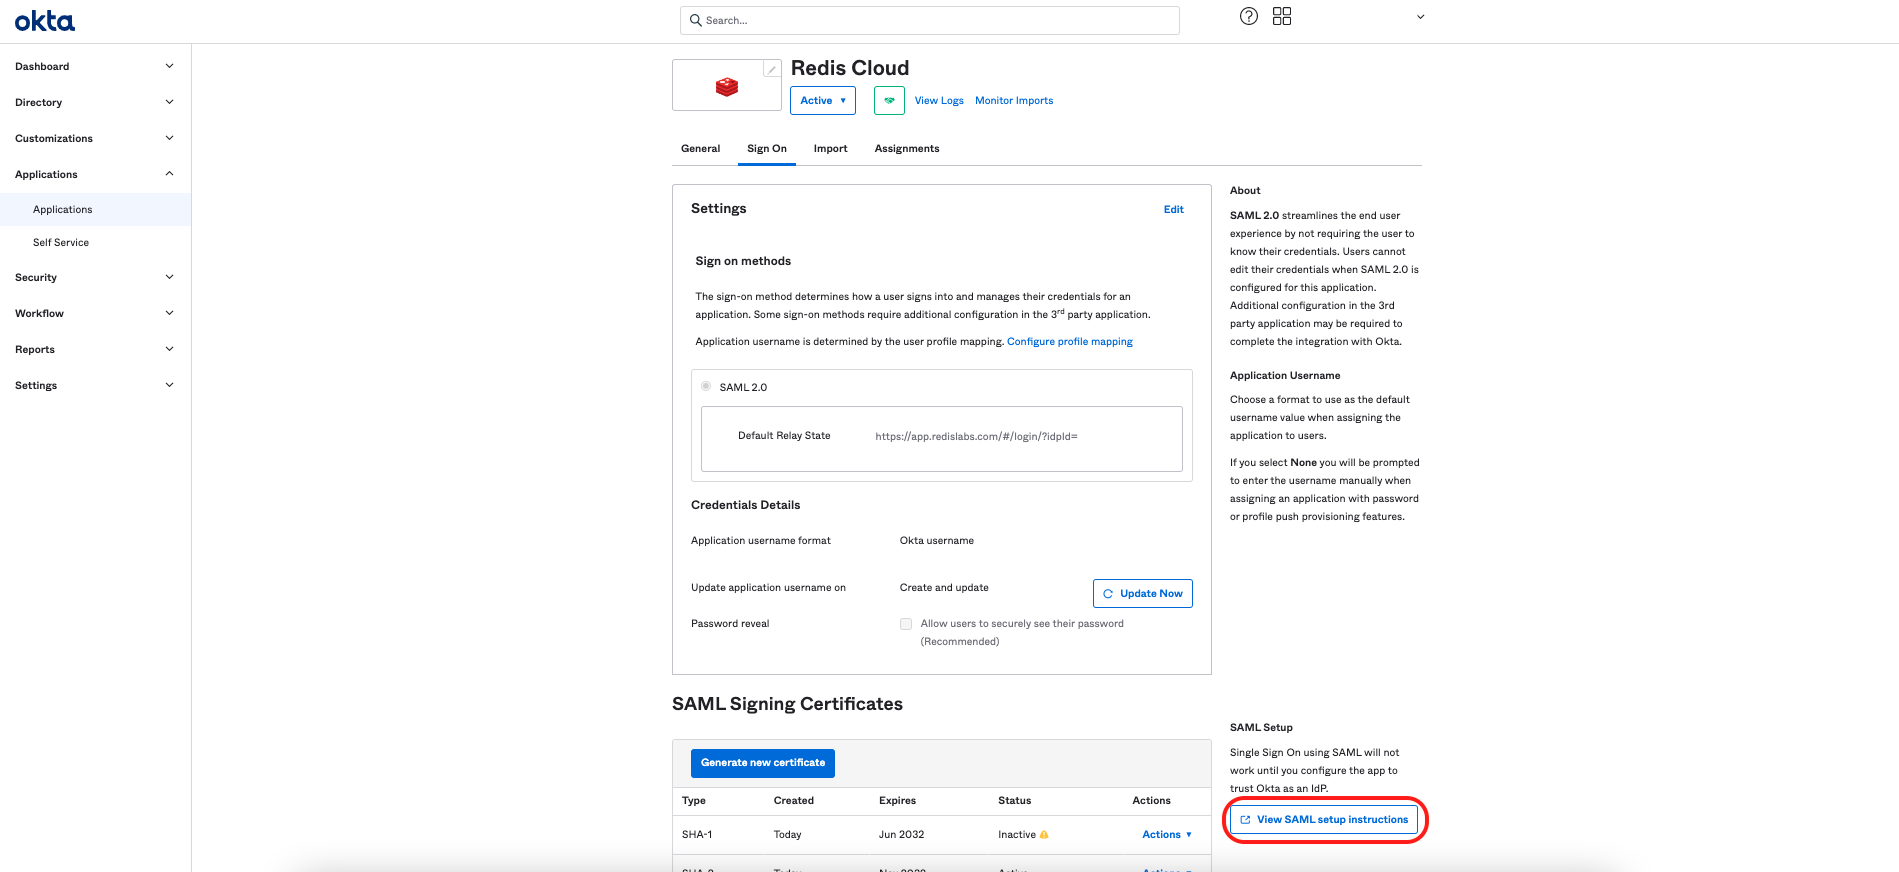 okta
Search...
Dashboard
Directory
Customizations
Applications
Applications
Self Service
Security
Workflow
Reports
Settings
Redis Cloud
Active
View Logs
Monitor Imports
General
Sign On
Import
Assignments
Settings
Edit
Sign on methods
The sign-on method determines how a user signs into and manages their credentials for an
application. Some sign-on methods require additional configuration in the 3rd party application.
Application username is determined by the user profile mapping. Configure profile mapping
SAML 2.0
Default Relay State
https://app.redislabs.com/#/login/?idpId=
Credentials Details
Application username format
Okta username
Update application username on
Create and update
Update Now
Password reveal
Allow users to securely see their password
(Recommended)
About
SAML 2.0 streamlines the end user
experience by not requiring the user to
know their credentials. Users cannot
edit their credentials when SAML 2.0 is
configured for this application.
Additional configuration in the 3rd
party application may be required to
complete the integration with Okta.
Application Username
Choose a format to use as the default
username value when assigning the
application to users.
If you select None you will be prompted
to enter the username manually when
assigning an application with password
or profile push provisioning features.
SAML Signing Certificates
Generate new certificate
Type Created Expires Status Actions
SHA-1 Today Jun 2032 Inactive Actions
SAML Setup
Single Sign On using SAML will not
work until you configure the app to
trust Okta as an IdP.
View SAML setup instructions